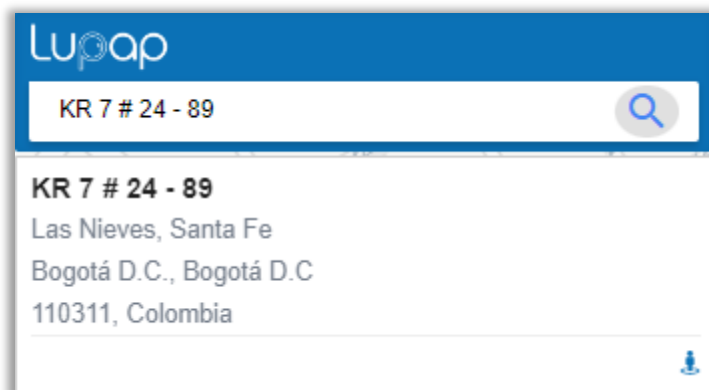 Lupap
KR 7 # 24 - 89
KR 7 # 24 - 89
Las Nieves, Santa Fe
Bogotá D.C., Bogotá D.C
110311, Colombia